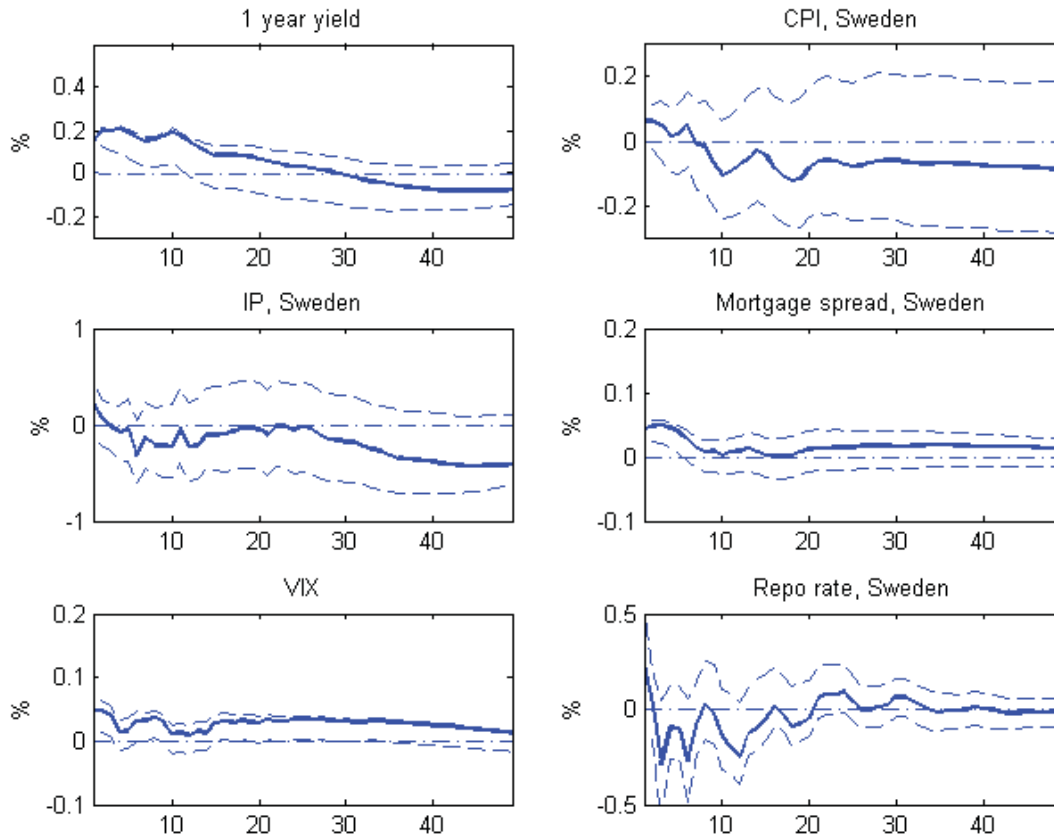 1 year yield
CPI, Sweden
%
0.4
0.2
0
-0.2
10 20 30 40
%
0.2
0
-0.2
10 20 30 40
IP, Sweden
Mortgage spread, Sweden
%
1
0
-1
10 20 30 40
%
0.2
0.1
0
-0.1
10 20 30 40
VIX
Repo rate, Sweden
%
0.2
0.1
0
-0.1
10 20 30 40
%
0.5
0
-0.5
10 20 30 40